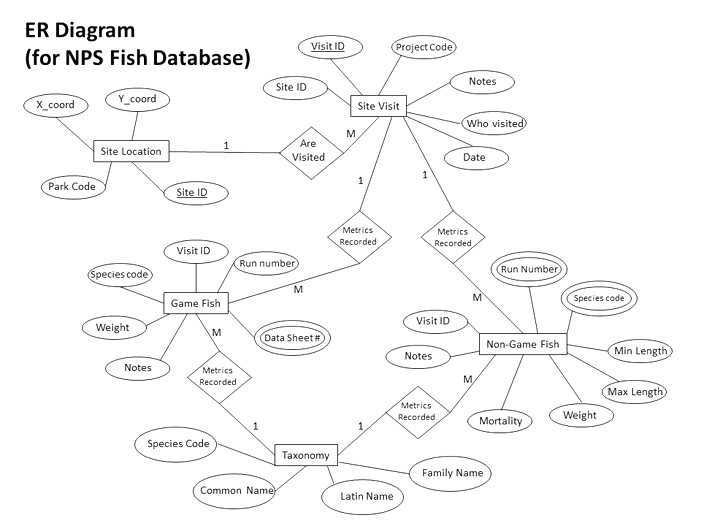 ER Diagram
(for NPS Fish Database)
Visit ID
Project Code
Site ID
Notes
Site Visit
Who visited
Date
X_coord
Y_coord
Site Location
Park Code
Site ID
1
Are
Visited
M
1
1
Metrics
Recorded
Metrics
Recorded
M
M
Visit ID
Run number
Species code
Game Fish
Weight
Data Sheet #
Notes
M
Run Number
Species code
Visit ID
Non-Game Fish
Min Length
Notes
Max Length
Mortality
Weight
M
Metrics
Recorded
Metrics
Recorded
1
1
Species Code
Taxonomy
Family Name
Common Name
Latin Name